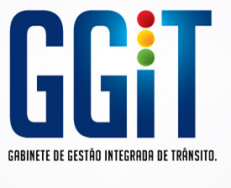 GGiT
GABINETE DE GESTÃO INTEGRADA DE TRÂNSITO.